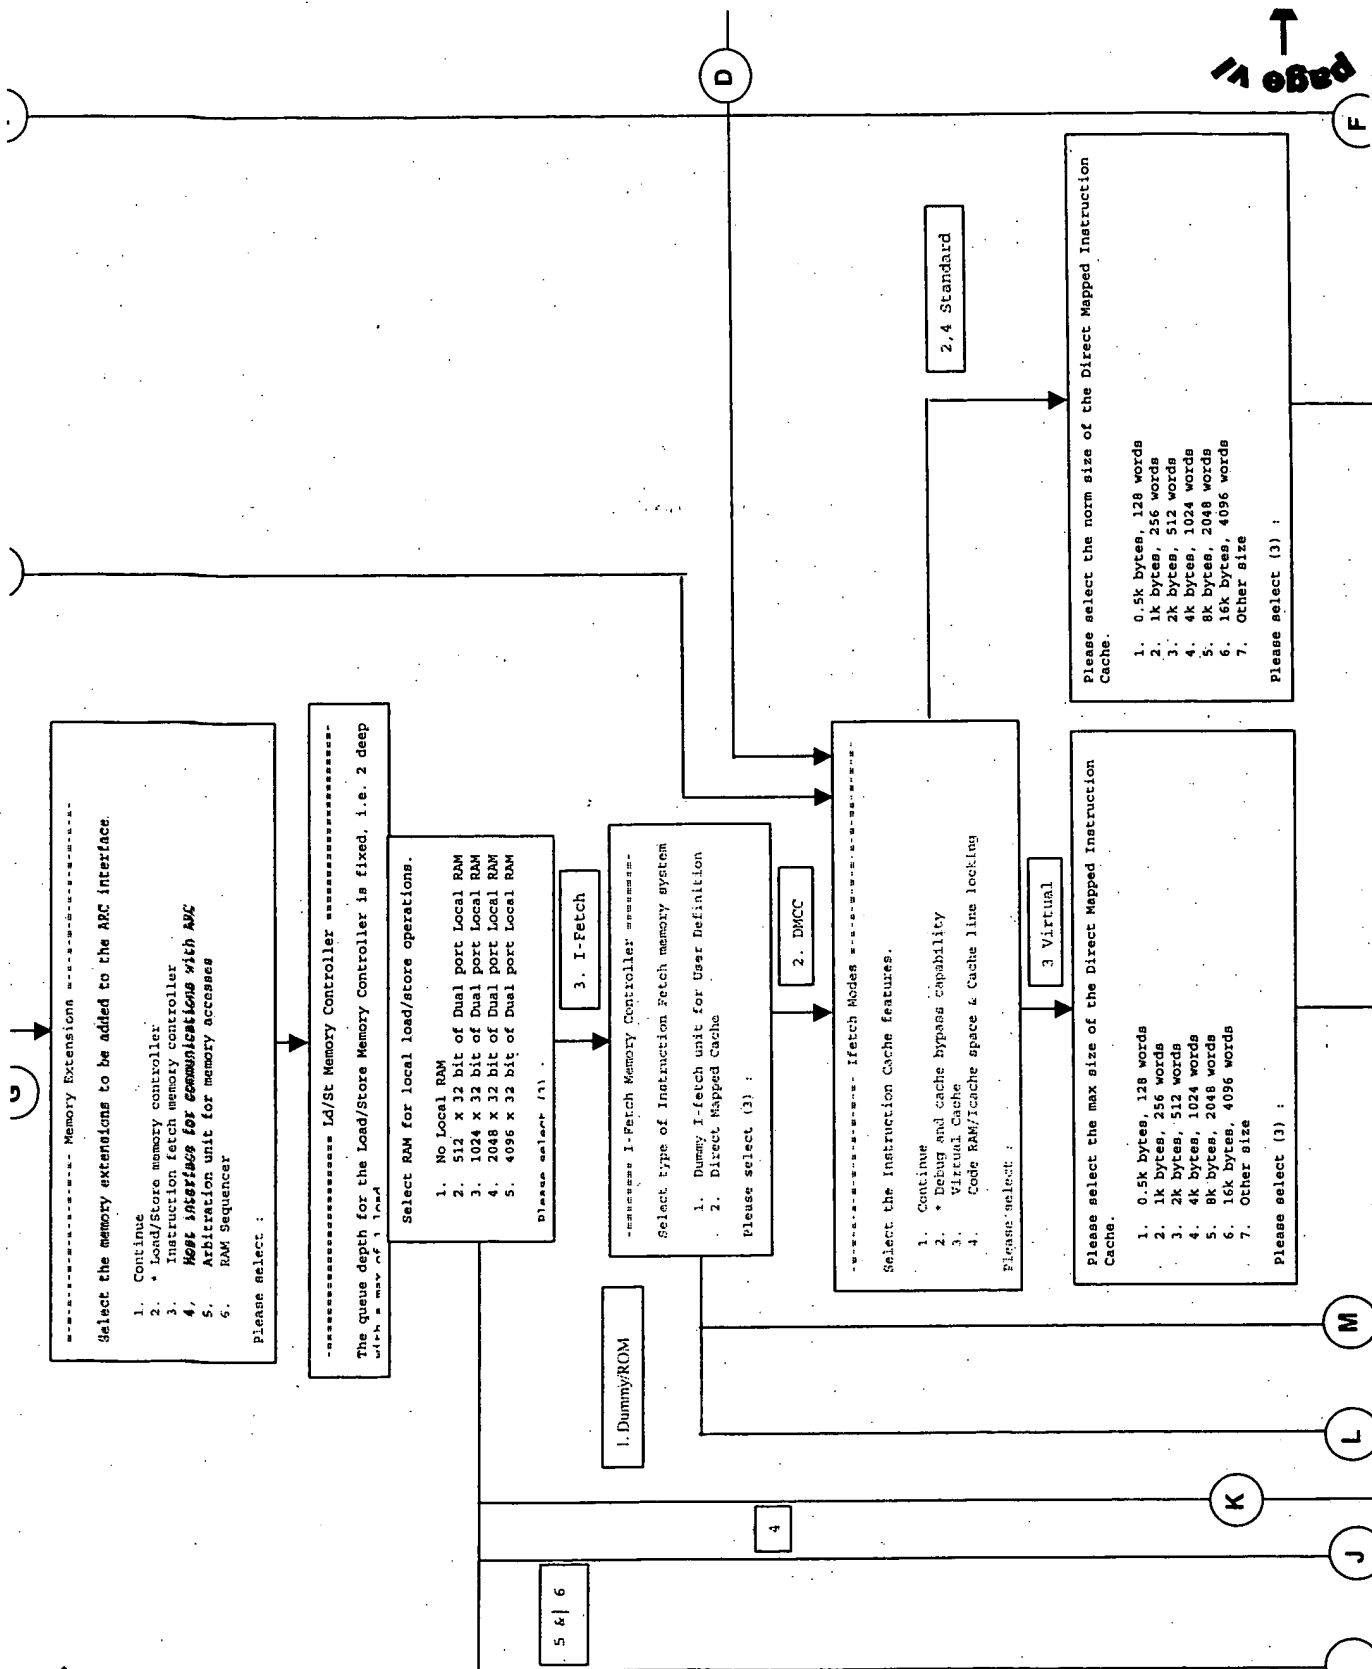 G
-------------- Memory Extensions --------------------
Select the memory extensions to be added to the ARC interface.
1. Continue
2. * Load/Store memory controller
3. Instruction fetch memory controller
4. Host interface for communications with ARC
5. Arbitration unit for memory accesses
6. RAM Sequencer
Please select :
-================ Ld/St Memory Controller ====================-
The queue depth for the Load/Store Memory Controller is fixed, i.e. 2 deep
with a max of 1 load
Select RAM for local load/store operations.
1. No Local RAM
2. 512 x 32 bit of Dual port Local RAM
3. 1024 x 32 bit of Dual port Local RAM
4. 2048 x 32 bit of Dual port Local RAM
5. 4096 x 32 bit of Dual port Local RAM
Please select (3) :
3. I-Fetch
-======== I-Fetch Memory Controller ========-
Select type of Instruction Fetch memory system
1. Dummy I-fetch unit for User Definition
2. Direct Mapped Cache
Please select (3) :
1. Dummy/ROM
2. DMCC
------------------- Ifetch Modes --------------------
Select the Instruction Cache features.
1. Continue
2. * Debug and cache bypass capability
3. Virtual Cache
4. Code RAM/Icache space & Cache line locking
Please select :
3 Virtual
2,4 Standard
Please select the max size of the Direct Mapped Instruction
Cache.
1. 0.5k bytes, 128 words
2. 1k bytes, 256 words
3. 2k bytes, 512 words
4. 4k bytes, 1024 words
5. 8k bytes, 2048 words
6. 16k bytes, 4096 words
7. Other size
Please select (3) :
Please select the norm size of the Direct Mapped Instruction
Cache.
1. 0.5k bytes, 128 words
2. 1k bytes, 256 words
3. 2k bytes, 512 words
4. 4k bytes, 1024 words
5. 8k bytes, 2048 words
6. 16k bytes, 4096 words
7. Other size
Please select (3) :
5 &| 6
4
J
K
L
M
D
F
page VI